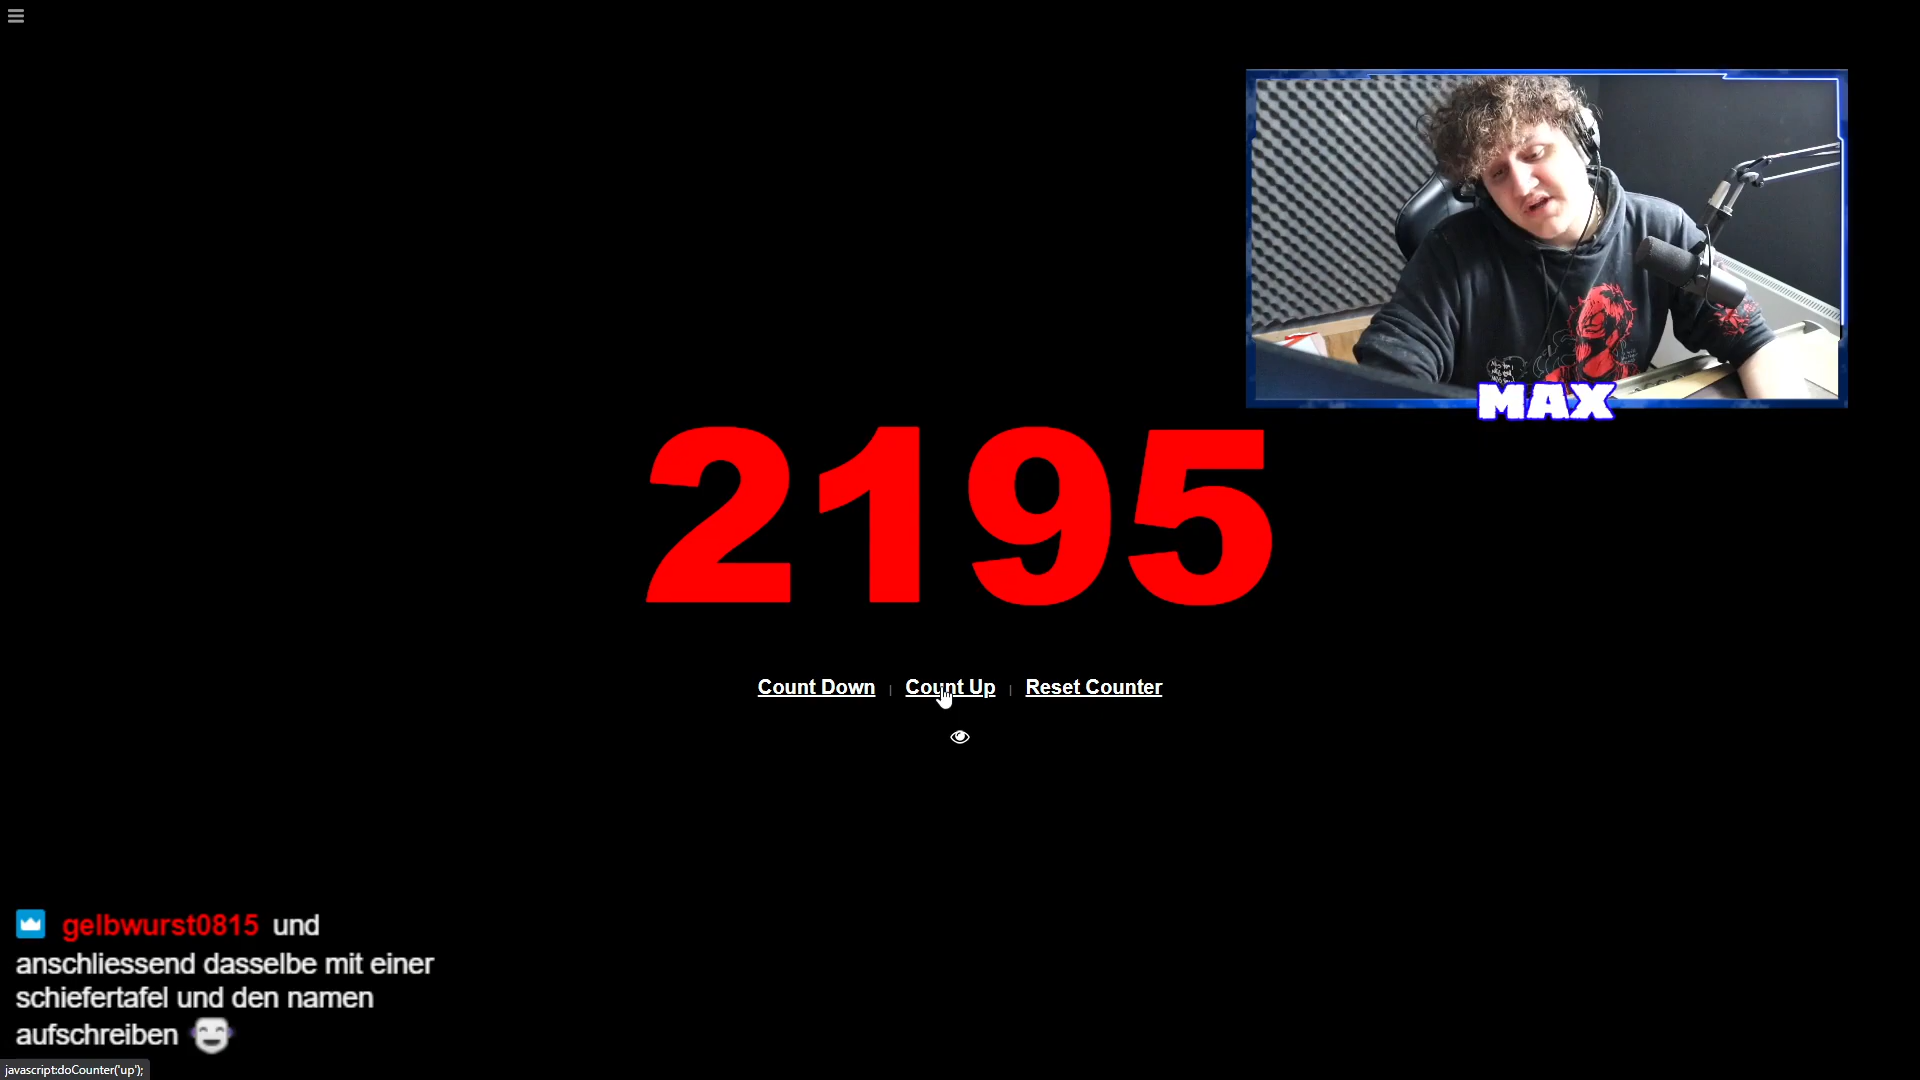 MAX
2195
Count Down | Count Up | Reset Counter
gelbwurst0815 und
anschliessend dasselbe mit einer
schiefertafel und den namen
aufschreiben
javascript:doCounter('up');